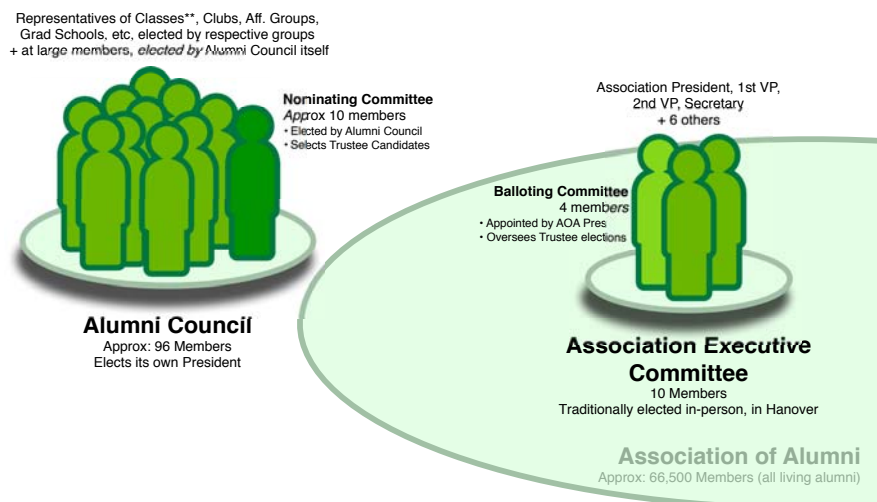 Representatives of Classes**, Clubs, Aff. Groups,
Grad Schools, etc, elected by respective groups
+ at large members, elected by Alumni Council itself
Nominating Committee
Approx 10 members
• Elected by Alumni Council
• Selects Trustee Candidates
Alumni Council
Approx: 96 Members
Elects its own President
Association President, 1st VP,
2nd VP, Secretary
+ 6 others
Balloting Committee
4 members
• Appointed by AOA Pres
• Oversees Trustee elections
Association Executive
Committee
10 Members
Traditionally elected in-person, in Hanover
Association of Alumni
Approx: 66,500 Members (all living alumni)